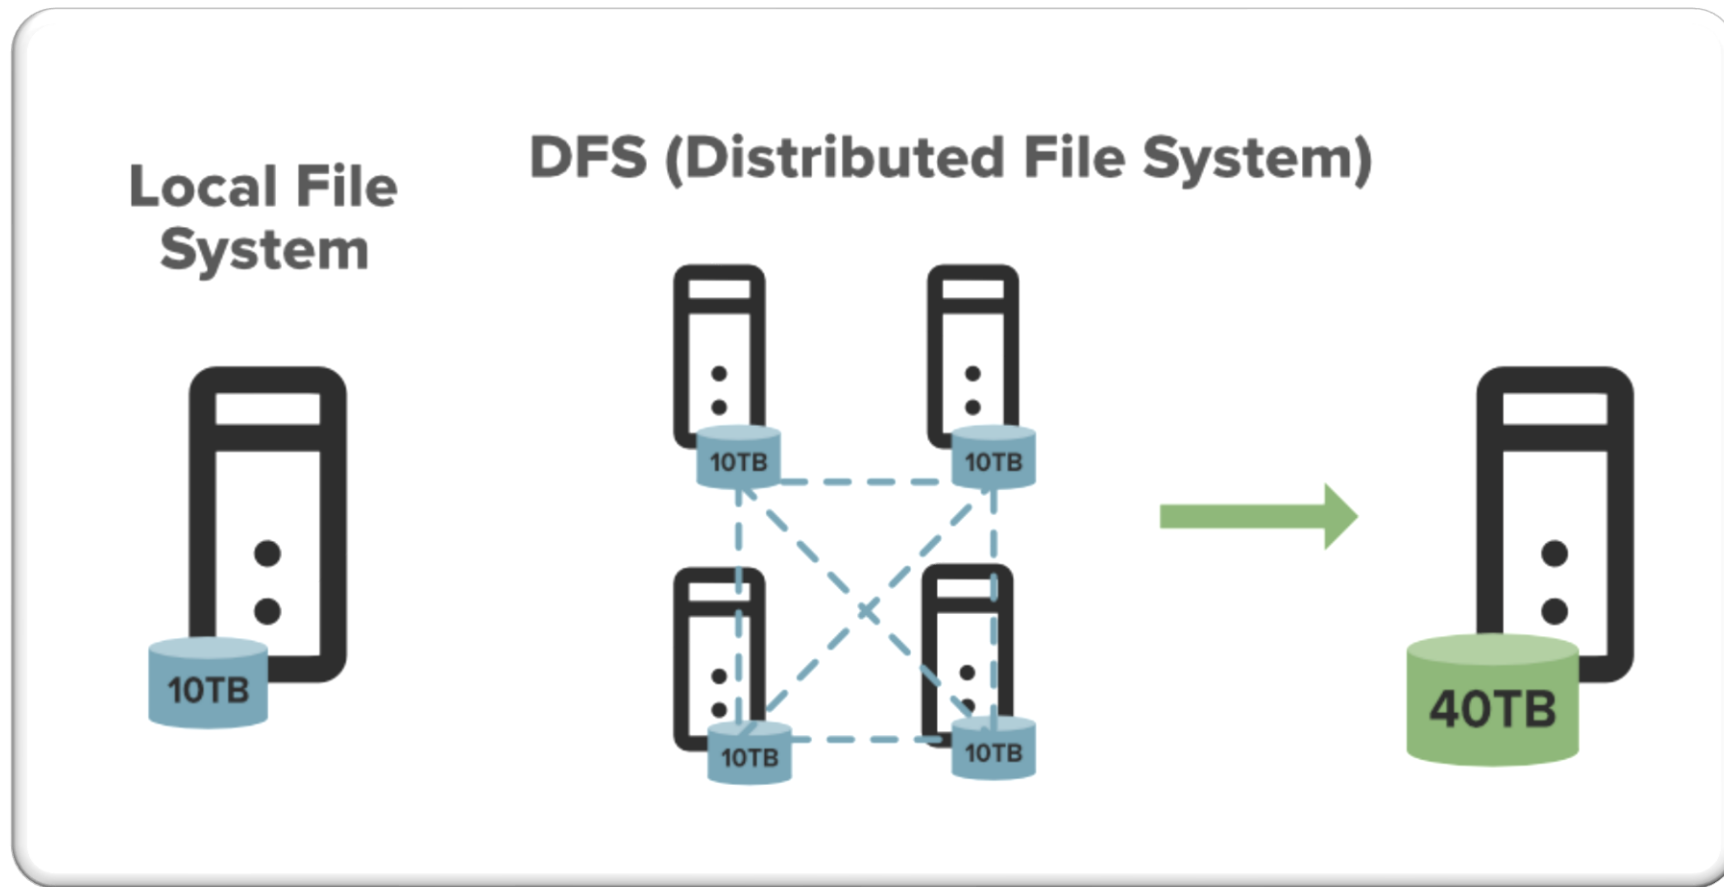 Local File
System
DFS (Distributed File System)
10TB
10TB
10TB
10TB
10TB
40TB